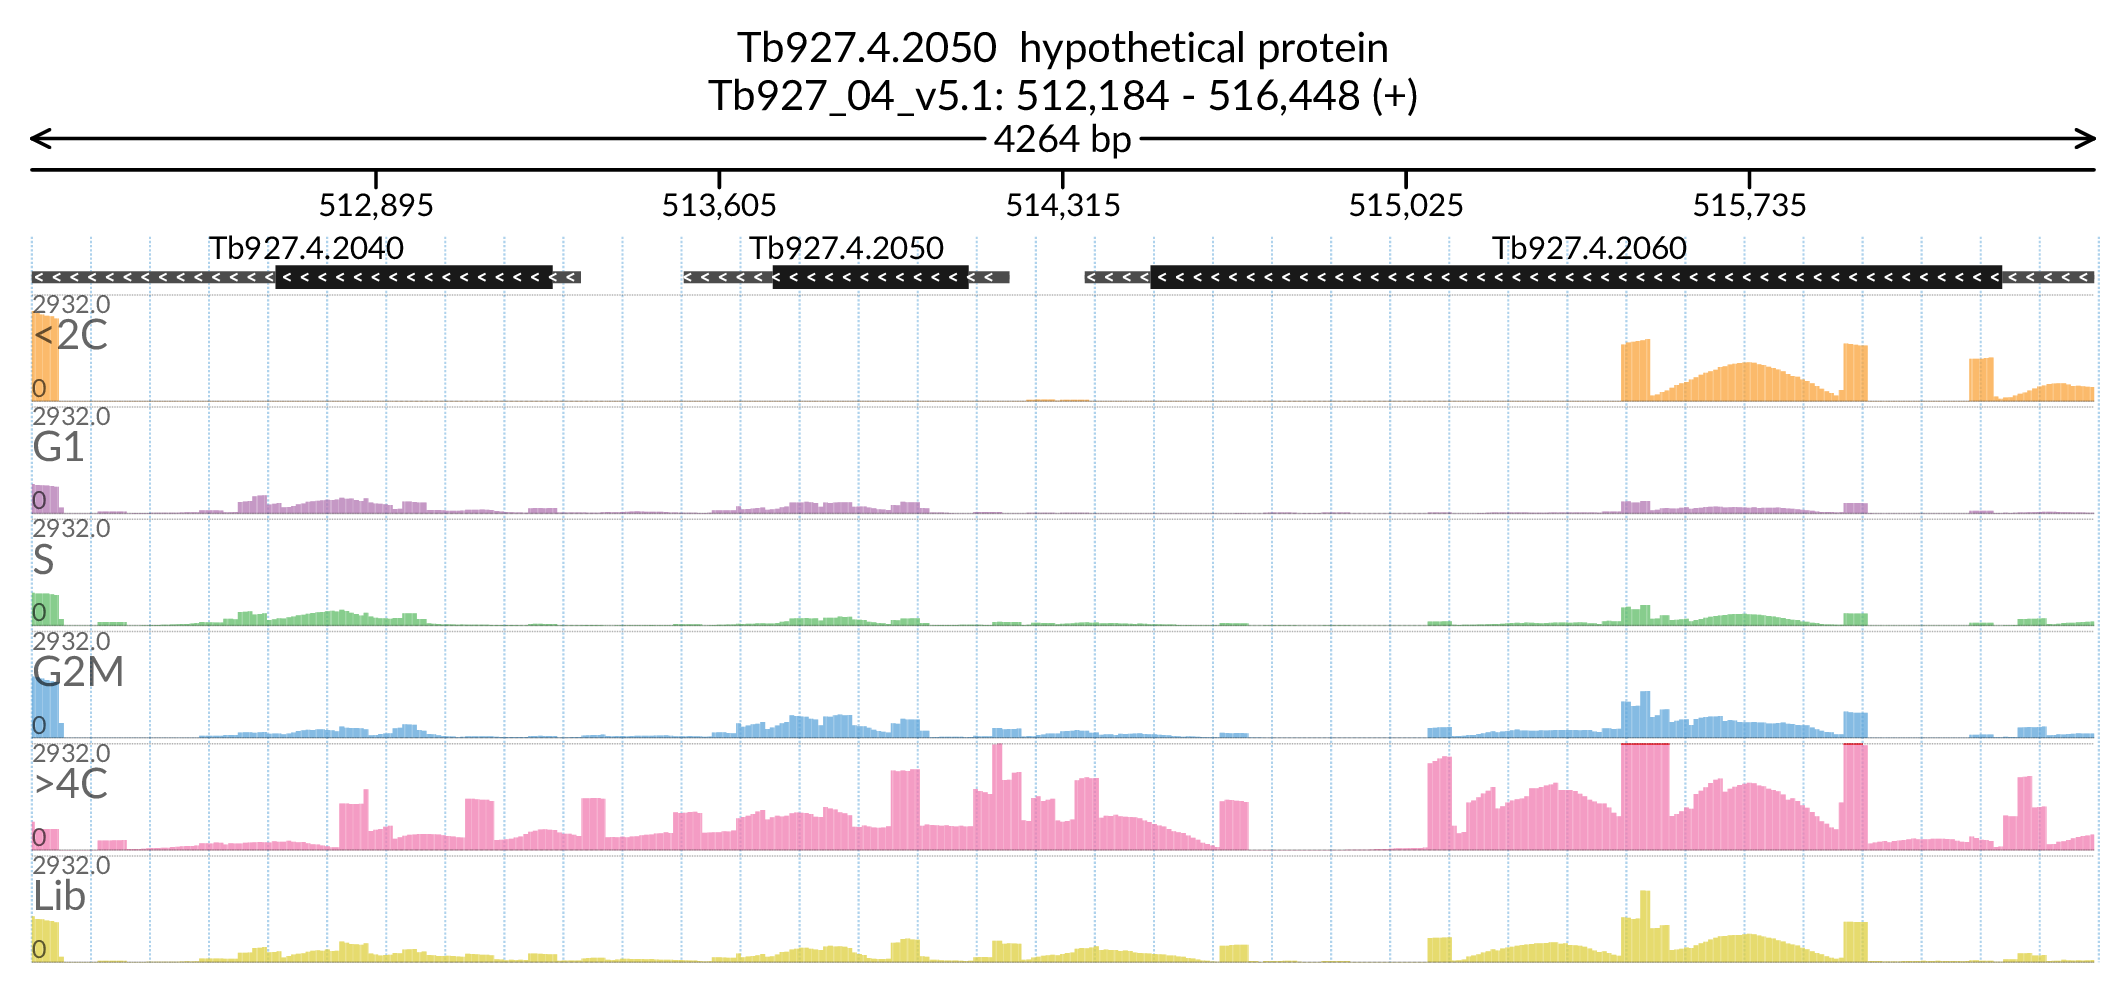 Tb927.4.2050  hypothetical protein
Tb927_04_v5.1: 512,184 - 516,448 (+)
4264 bp
512,895 513,605 514,315 515,025 515,735
Tb927.4.2040 Tb927.4.2050 Tb927.4.2060
2932.0
<2C
0
2932.0
G1
0
2932.0
S
0
2932.0
G2M
0
2932.0
>4C
0
2932.0
Lib
0